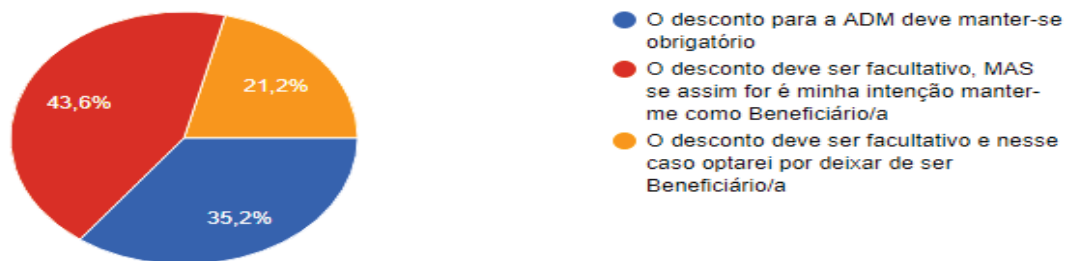 O desconto para a ADM deve manter-se
obrigatório
O desconto deve ser facultativo, MAS
se assim for é minha intenção manter-
me como Beneficiário/a
O desconto deve ser facultativo e nesse
caso optarei por deixar de ser
Beneficiário/a
43,6%
21,2%
35,2%